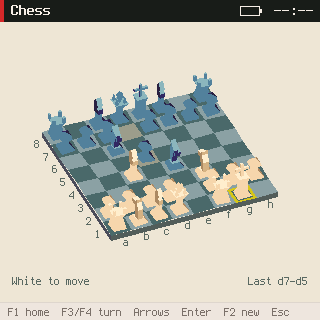 Chess --:--
8
7
6
5
4
3
2
1
a b c d e f g h
White to move Last d7-d5
F1 home F3/F4 turn Arrows Enter F2 new Esc